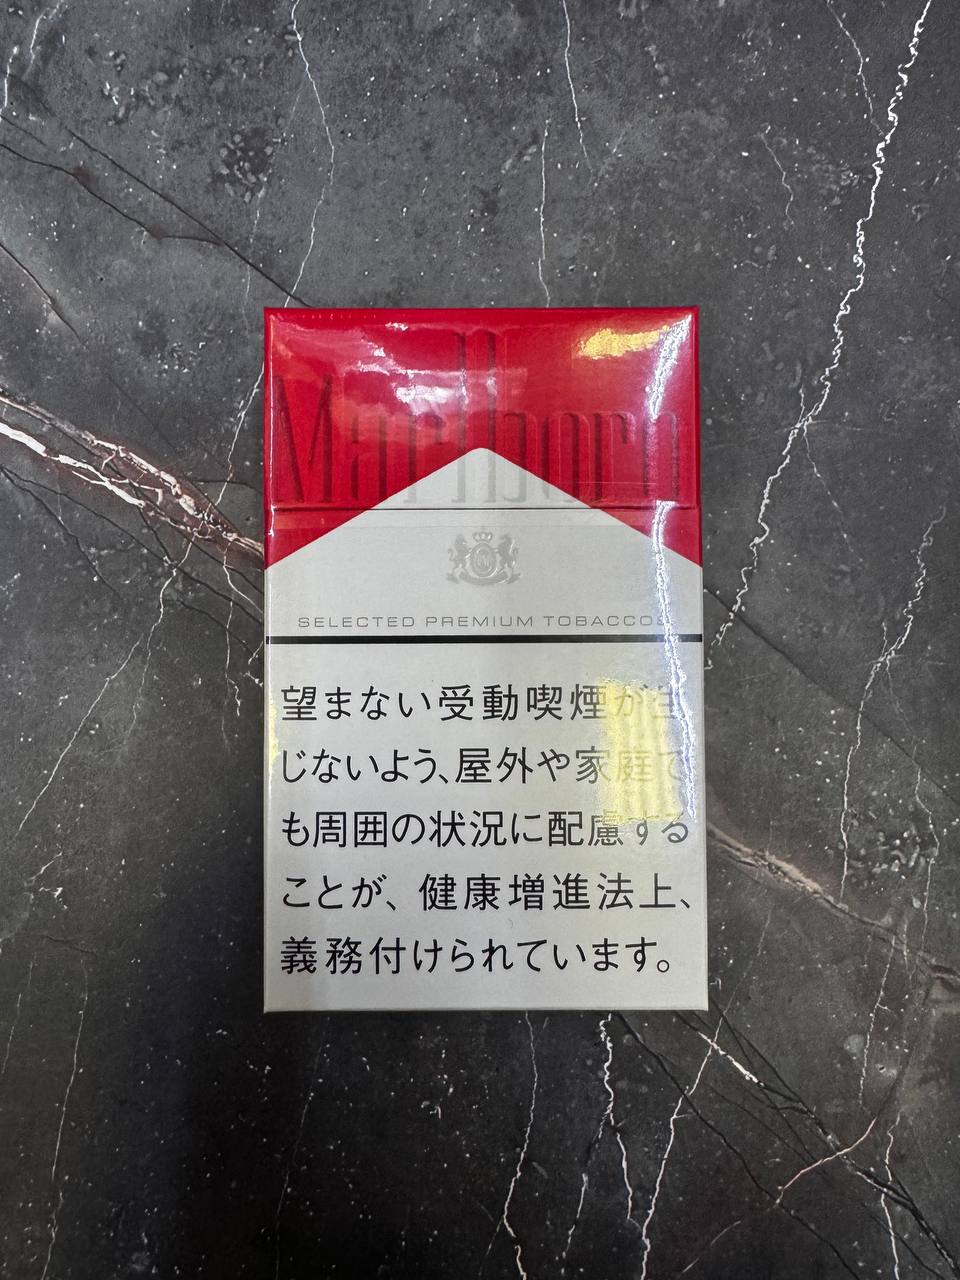 Marlboro
SELECTED PREMIUM TOBACCOS
望まない受動喫煙が生
じないよう、屋外や家庭で
も周囲の状況に配慮する
ことが、健康増進法上、
義務付けられています。